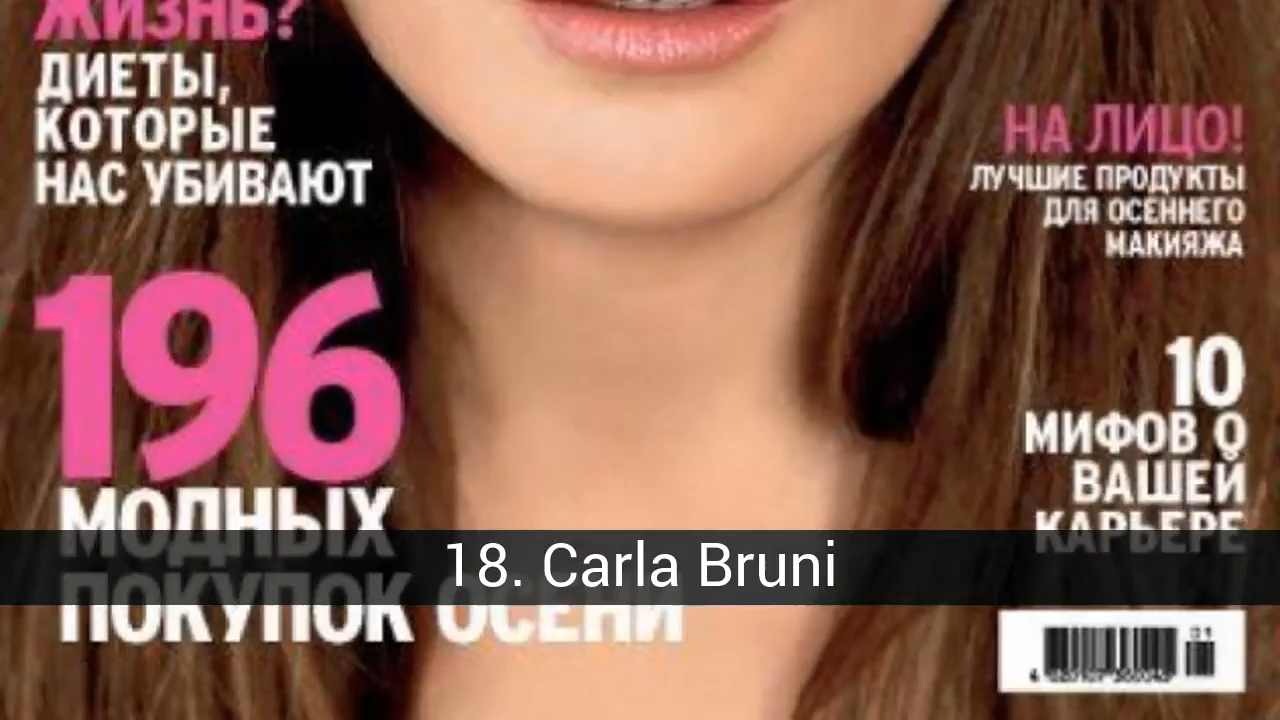 ЖИЗНЬ?
ДИЕТЫ,
КОТОРЫЕ
НАС УБИВАЮТ
196
МОДНЫХ
ПОКУПОК ОСЕНИ
НА ЛИЦО!
ЛУЧШИЕ ПРОДУКТЫ
ДЛЯ ОСЕННЕГО
МАКИЯЖА
10
МИФОВ О
ВАШЕЙ
КАРЬЕРЕ
18. Carla Bruni